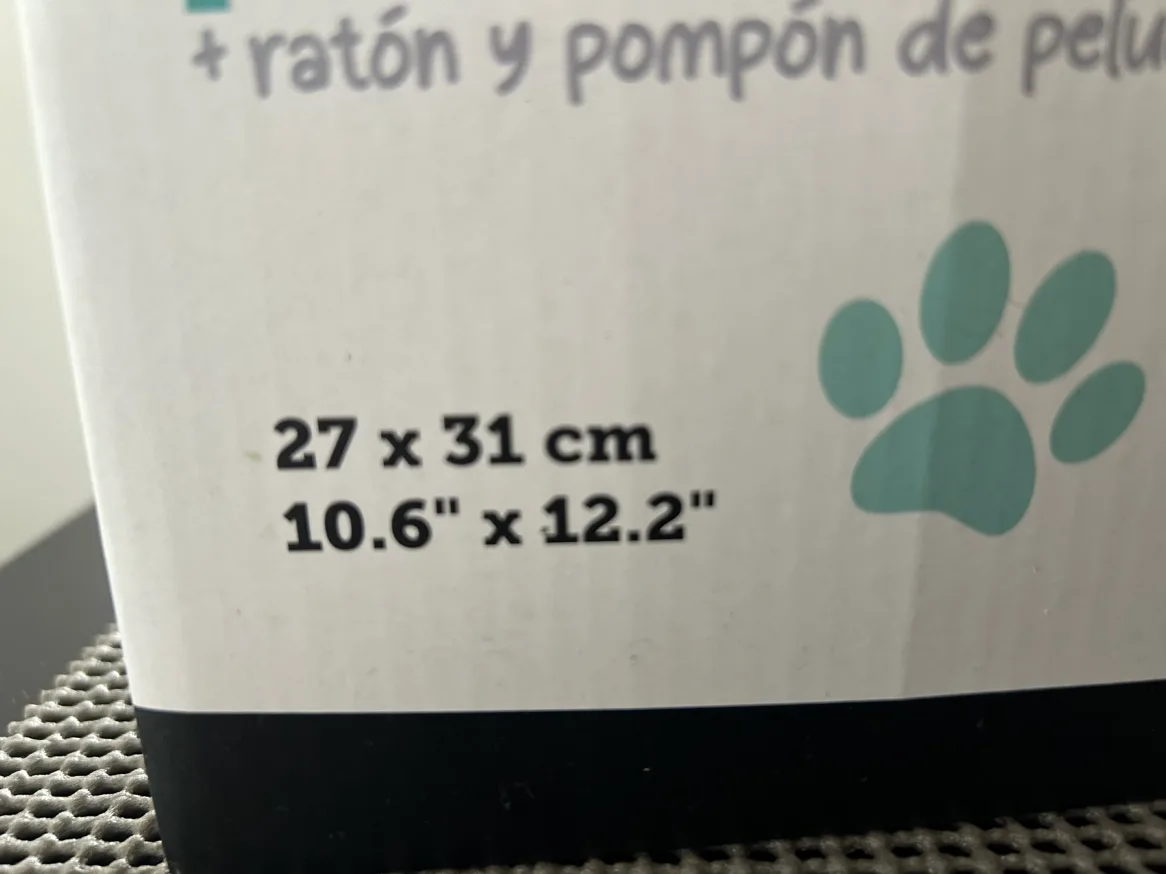 + ratón y pompón de
27 x 31 cm
10.6" x 12.2"